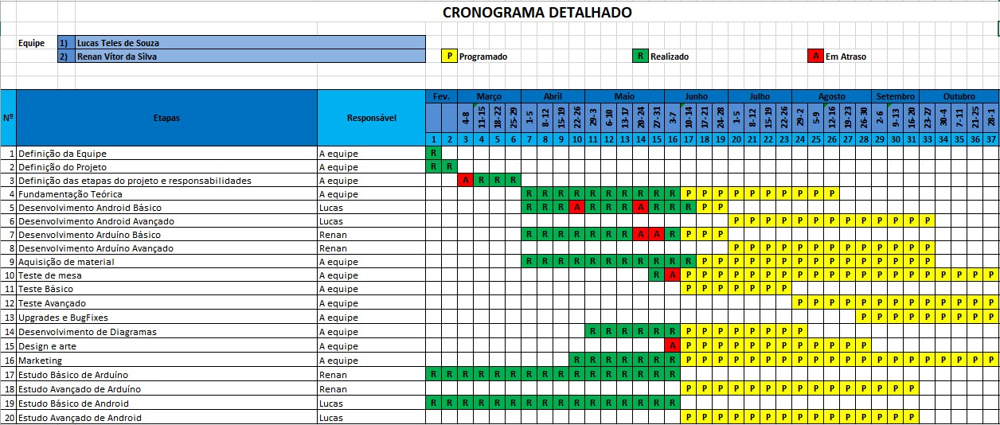 CRONOGRAMA DETALHADO
Equipe 1) Lucas Teles de Souza
2) Renan Vítor da Silva P Programado R Realizado A Em Atraso
Nº Etapas Responsável Fev. Março Abril Maio Junho Julho Agosto Setembro Outubro
4-8 11-15 18-22 25-29 1-5 8-12 15-19 22-26 29-3 6-10 13-17 20-24 27-31 3-7 10-14 17-21 24-28 1-5 8-12 15-18 22-26 29-2 5-9 12-16 19-23 26-30 2-6 9-13 16-20 23-27 30-4 7-11 21-25 28-1
1 2 3 4 5 6 7 8 9 10 11 12 13 14 15 16 17 18 19 20 21 22 23 24 25 26 27 28 29 30 31 33 34 35 36 37
1 Definição da Equipe A equipe R
2 Definição do Projeto A equipe R R
3 Definição das etapas do projeto e responsabilidades A equipe A R R R
4 Fundamentação Teórica A equipe R R R R R R R R R R P P P P P P P P P P
5 Desenvolvimento Android Básico Lucas R R R A R R R A R R R P P
6 Desenvolvimento Android Avançado Lucas P P P P P P P P P P P P P
7 Desenvolvimento Arduíno Básico Renan R R R R R R R A A R P P P
8 Desenvolvimento Arduíno Avançado Renan P P P P P P P P P P P P P
9 Aquisição de material A equipe R R R R R R R R R R R P P P P P P P P P P P P P P P
10 Teste de mesa A equipe R A P P P P P P P P P P P P P P P P P P P P
11 Teste Básico A equipe P P P P P P P
12 Teste Avançado A equipe P P P P P P P P P P P P P
13 Upgrades e BugFixes A equipe P P P P P P P P P
14 Desenvolvimento de Diagramas A equipe R R R R R R P P P P P P P P
15 Design e arte A equipe A P P P P P P P P P P P P
16 Marketing A equipe R R R R R R R P P P P P P P P P P P P P P P P P P P P
17 Estudo Básico de Arduíno Renan R R R R R R R R R R R R R R R R
18 Estudo Avançado de Arduíno Renan P P P P P P P P P P P P P P P
19 Estudo Básico de Android Lucas R R R R R R R R R R R R R R R R
20 Estudo Avançado de Android Lucas P P P P P P P P P P P P P P P